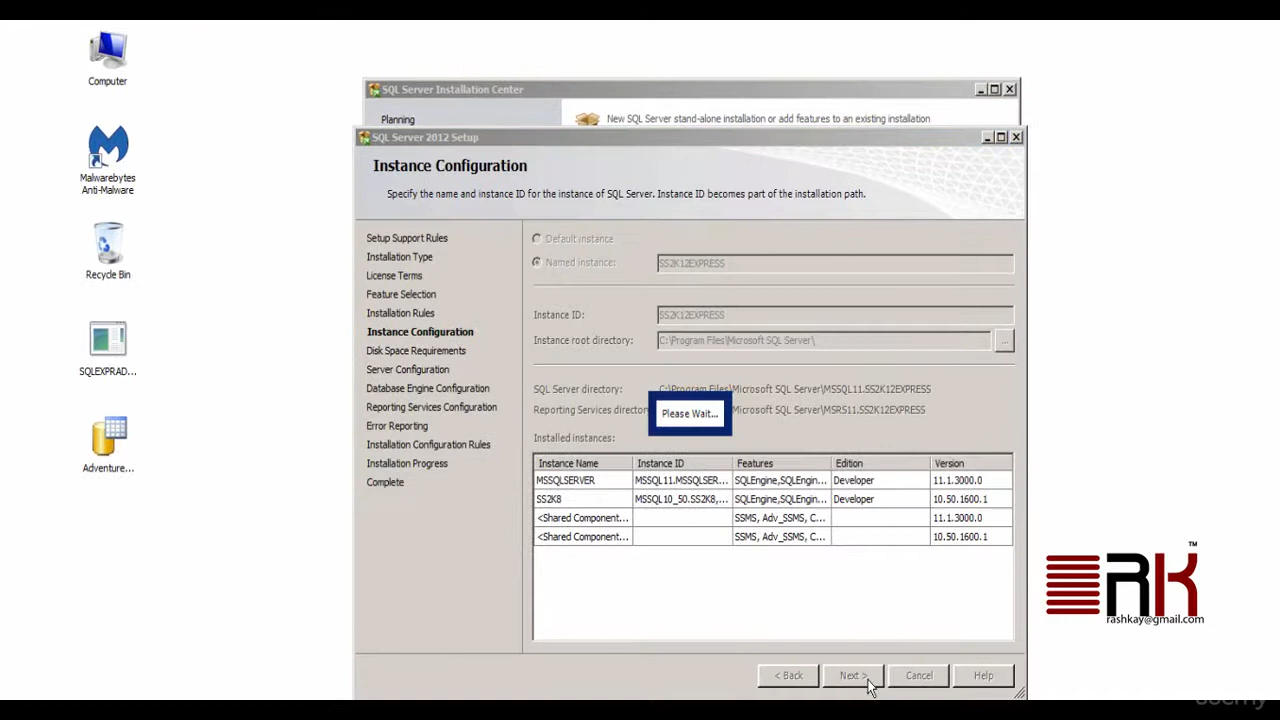 Computer
Malwarebytes
Anti-Malware
Recycle Bin
SQLEXPRAD...
Adventure...
SQL Server Installation Center
Planning
New SQL Server stand-alone installation or add features to an existing installation
SQL Server 2012 Setup
Instance Configuration
Specify the name and instance ID for the instance of SQL Server. Instance ID becomes part of the installation path.
Setup Support Rules
Installation Type
License Terms
Feature Selection
Installation Rules
Instance Configuration
Disk Space Requirements
Server Configuration
Database Engine Configuration
Reporting Services Configuration
Error Reporting
Installation Configuration Rules
Installation Progress
Complete
Default instance
Named instance: SS2K12EXPRESS
Instance ID: SS2K12EXPRESS
Instance root directory: C:\Program Files\Microsoft SQL Server\ ...
SQL Server directory: C:\Program Files\Microsoft SQL Server\MSSQL11.SS2K12EXPRESS
Reporting Services director Microsoft SQL Server\MSRS11.SS2K12EXPRESS
Please Wait...
Installed instances:
Instance Name Instance ID Features Edition Version
MSSQLSERVER MSSQL11.MSSQLSER... SQLEngine,SQLEngin... Developer 11.1.3000.0
SS2K8 MSSQL10_50.SS2K8,... SQLEngine,SQLEngin... Developer 10.50.1600.1
<Shared Component... SSMS, Adv_SSMS, C... 11.1.3000.0
<Shared Component... SSMS, Adv_SSMS, C... 10.50.1600.1
< Back Next > Cancel Help
RK™
rashkay@gmail.com